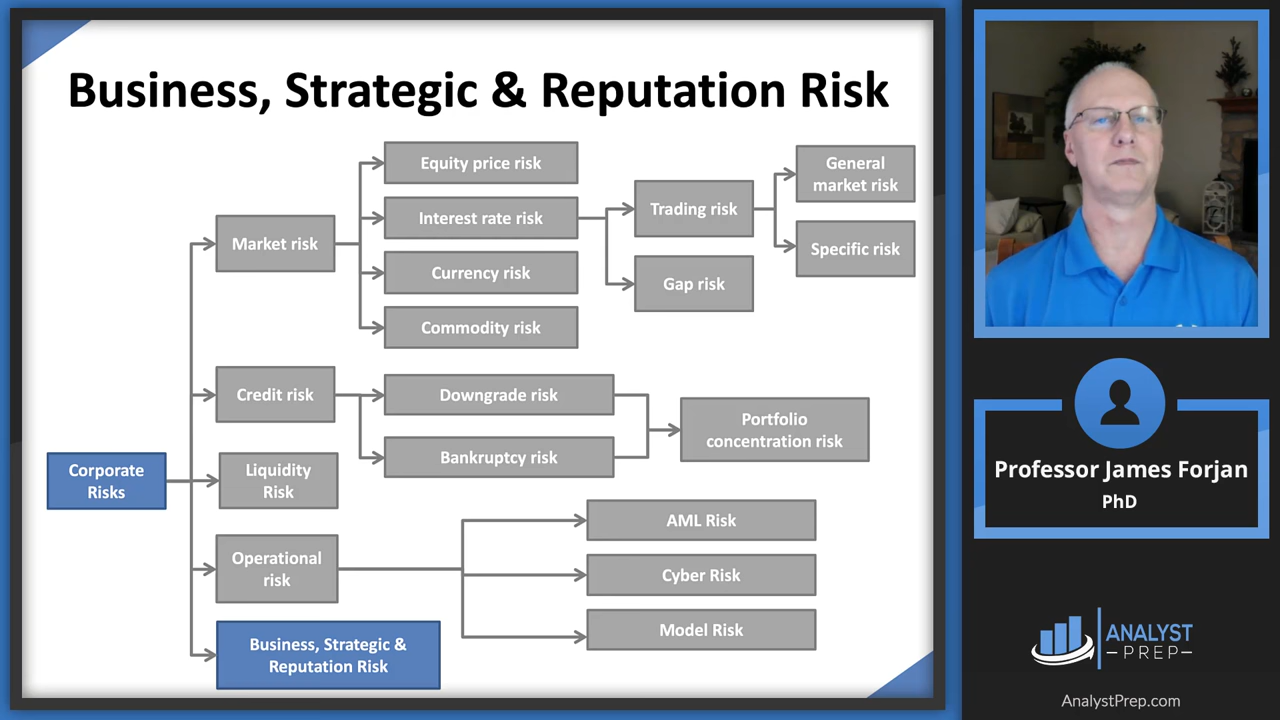 Business, Strategic & Reputation Risk
Equity price risk
Interest rate risk
Currency risk
Commodity risk
Market risk
Trading risk
Gap risk
General
market risk
Specific risk
Credit risk
Downgrade risk
Bankruptcy risk
Portfolio
concentration risk
Corporate
Risks
Liquidity
Risk
Operational
risk
AML Risk
Cyber Risk
Model Risk
Business, Strategic &
Reputation Risk
Professor James Forjan
PhD
ANALYST
PREP
AnalystPrep.com